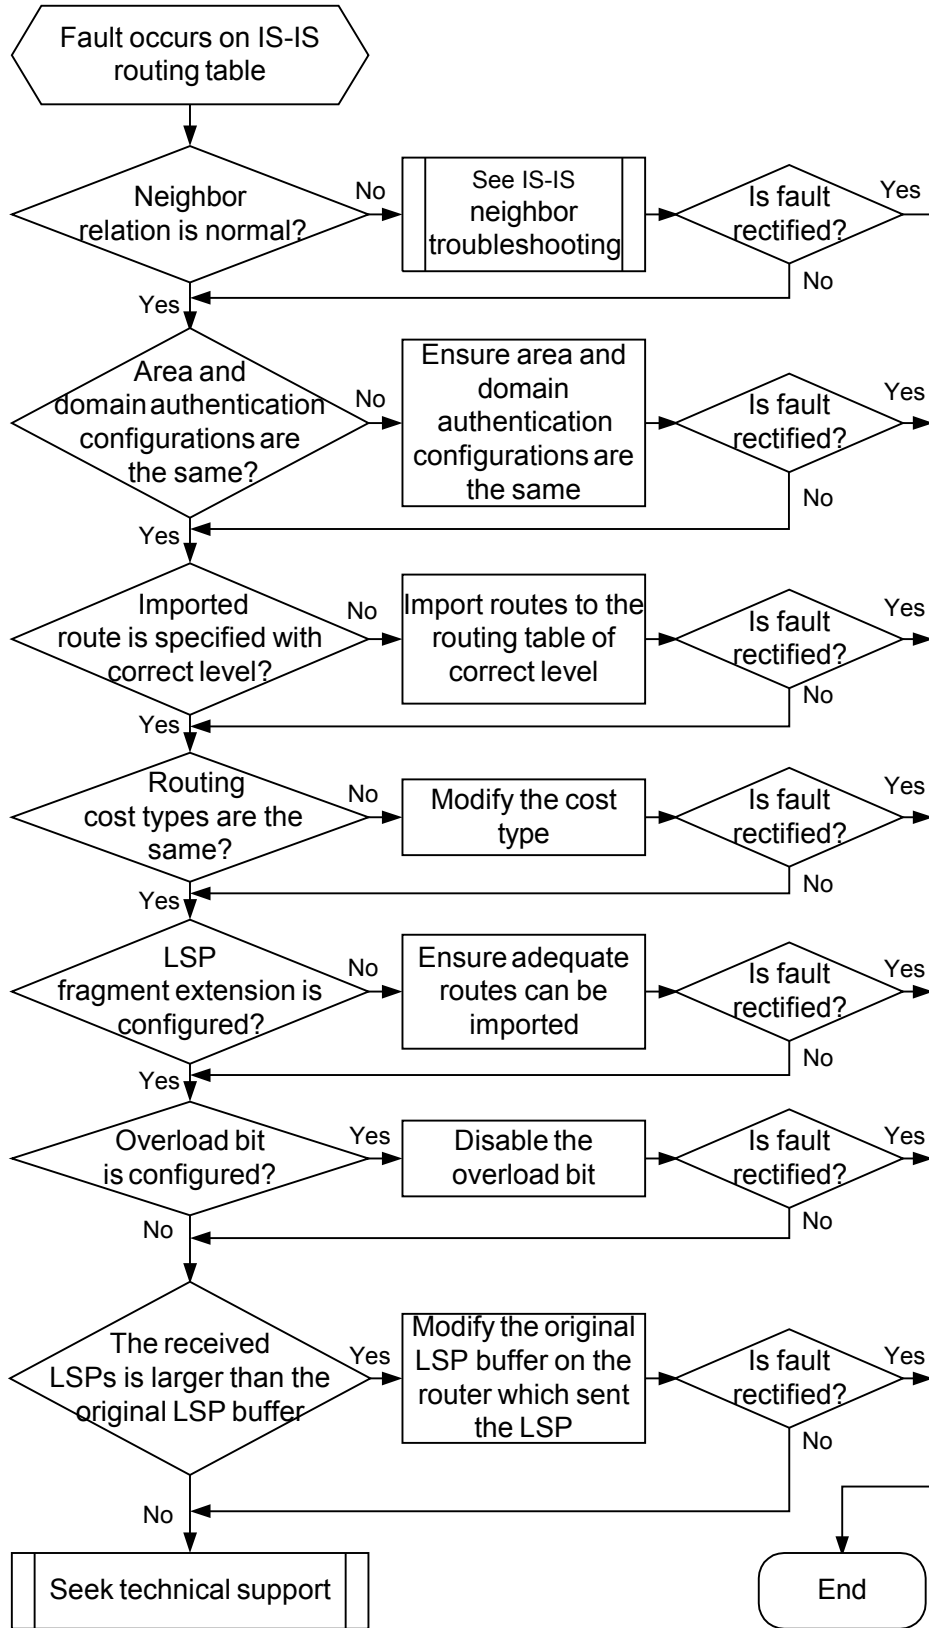 Fault occurs on IS-IS
routing table
Neighbor
relation is normal?
No
See IS-IS
neighbor
troubleshooting
Is fault
rectified?
Yes
No
Yes
Area and
domain authentication
configurations are
the same?
No
Ensure area and
domain
authentication
configurations are
the same
Is fault
rectified?
Yes
No
Yes
Imported
route is specified with
correct level?
No
Import routes to the
routing table of
correct level
Is fault
rectified?
Yes
No
Yes
Routing
cost types are the
same?
No
Modify the cost
type
Is fault
rectified?
Yes
No
Yes
LSP
fragment extension is
configured?
No
Ensure adequate
routes can be
imported
Is fault
rectified?
Yes
No
Yes
Overload bit
is configured?
Yes
Disable the
overload bit
Is fault
rectified?
Yes
No
No
The received
LSPs is larger than the
original LSP buffer
Yes
Modify the original
LSP buffer on the
router which sent
the LSP
Is fault
rectified?
Yes
No
No
Seek technical support
End